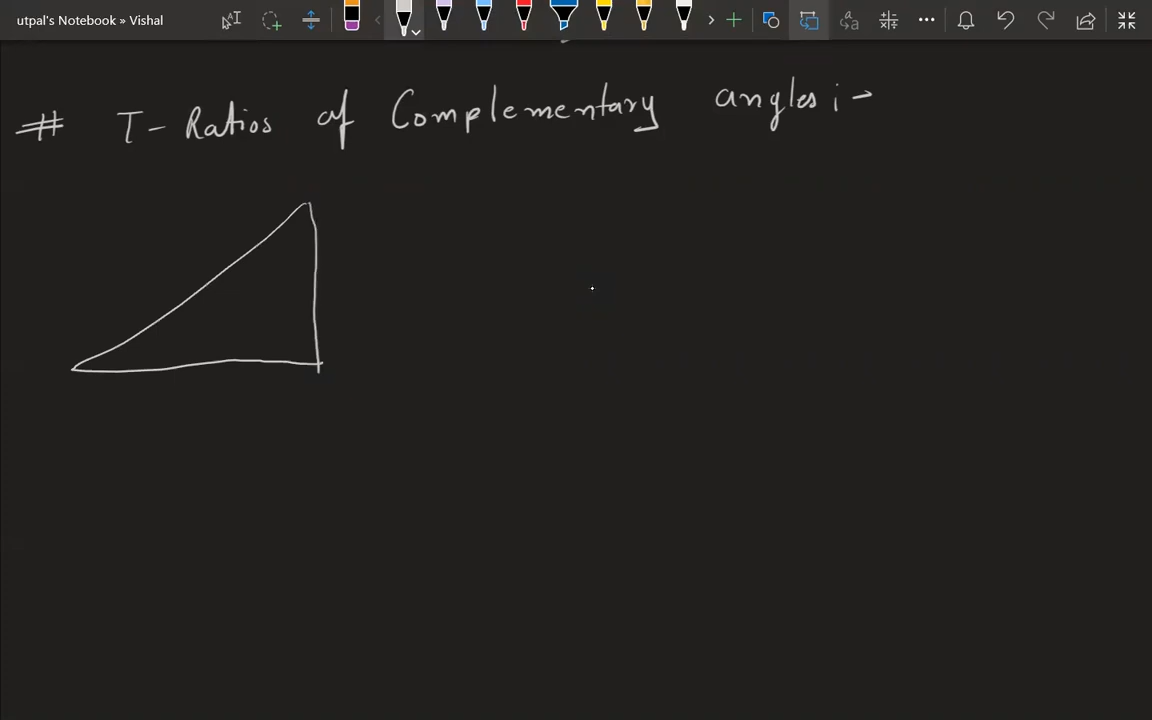 utpal's Notebook » Vishal
# T-Ratios of Complementary angles :-